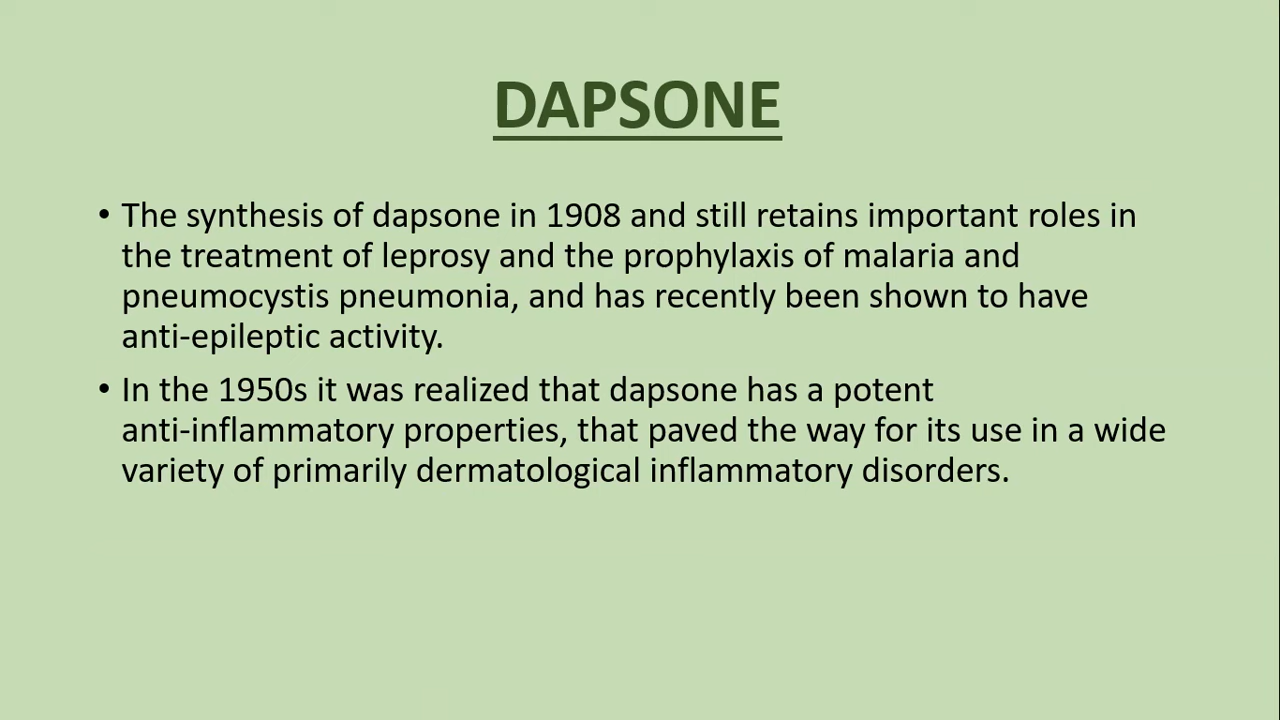 DAPSONE
• The synthesis of dapsone in 1908 and still retains important roles in
the treatment of leprosy and the prophylaxis of malaria and
pneumocystis pneumonia, and has recently been shown to have
anti-epileptic activity.
• In the 1950s it was realized that dapsone has a potent
anti-inflammatory properties, that paved the way for its use in a wide
variety of primarily dermatological inflammatory disorders.